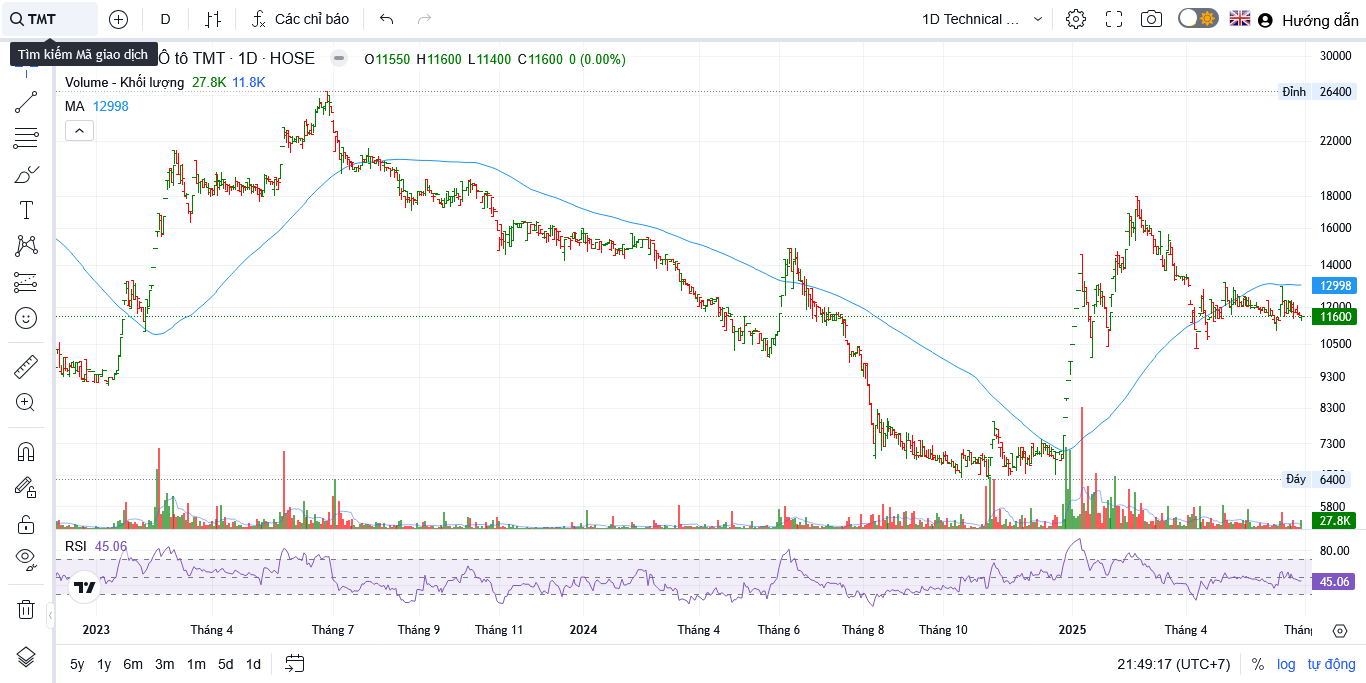 TMT
D
Các chỉ báo
1D Technical ...
Hướng dẫn
Tìm kiếm Mã giao dịch
Ô tô TMT · 1D · HOSE
O11550 H11600 L11400 C11600 0 (0.00%)
Volume - Khối lượng 27.8K 11.8K
MA 12998
30000
Đỉnh 26400
22000
18000
16000
14000
12998
12000
11600
10500
9300
8300
7300
Đáy 6400
5800
27.8K
RSI 45.06
80.00
45.06
2023 Tháng 4 Tháng 7 Tháng 9 Tháng 11 2024 Tháng 4 Tháng 6 Tháng 8 Tháng 10 2025 Tháng 4 Thán
5y 1y 6m 3m 1m 5d 1d
21:49:17 (UTC+7) % log tự động